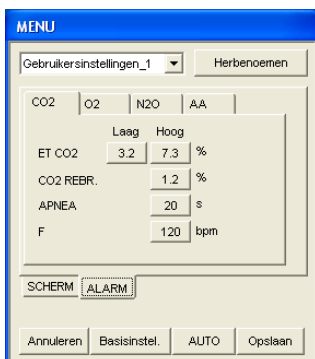 MENU
Gebruikersinstellingen_1 Herbenoemen
CO2 O2 N2O AA
Laag Hoog
ET CO2 3.2 7.3 %
CO2 REBR. 1.2 %
APNEA 20 s
F 120 bpm
SCHERM ALARM
Annuleren Basisinstel. AUTO Opslaan